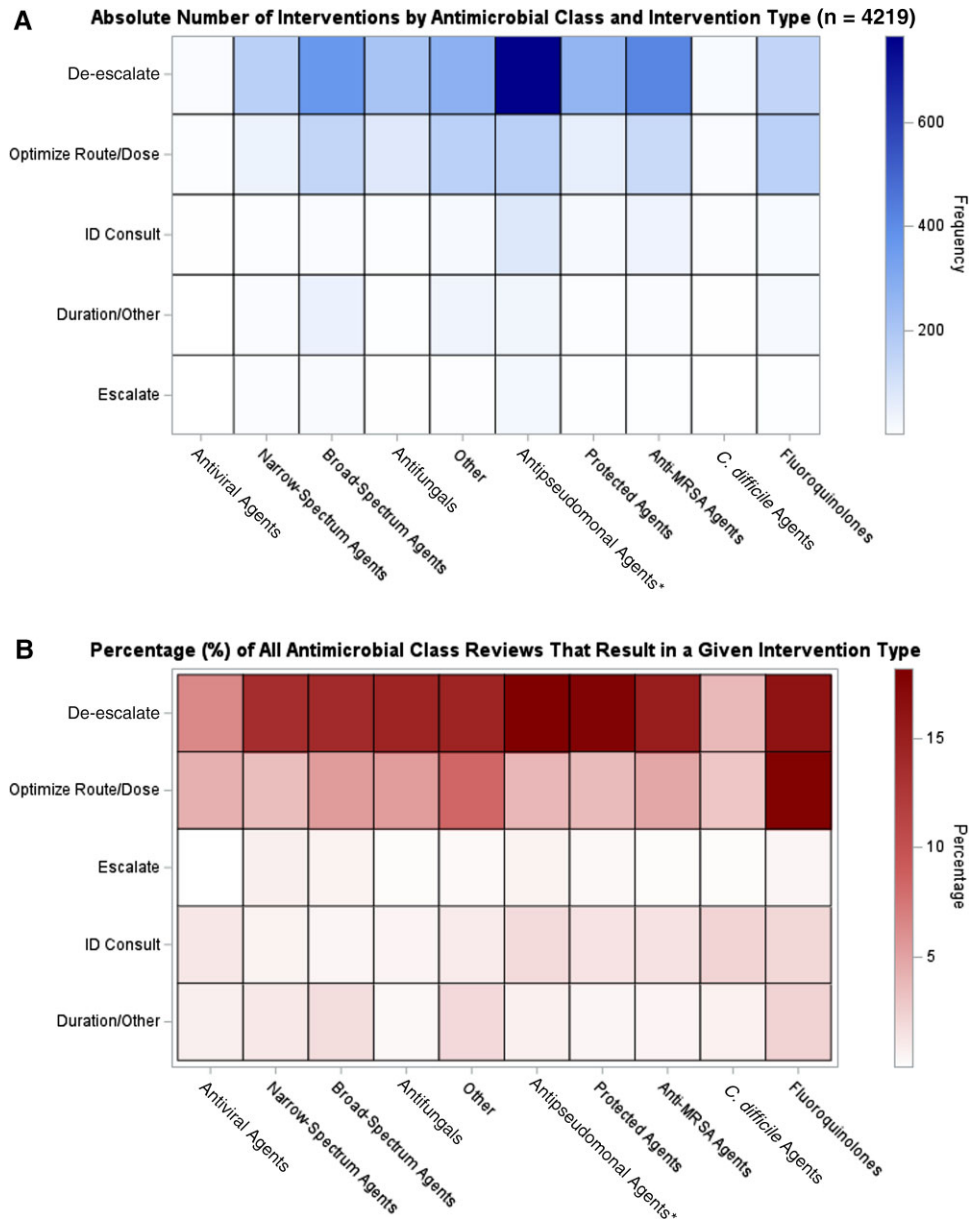 A
Absolute Number of Interventions by Antimicrobial Class and Intervention Type (n = 4219)
De-escalate
Optimize Route/Dose
ID Consult
Duration/Other
Escalate
600
400
200
Frequency
Antiviral Agents
Narrow-Spectrum Agents
Broad-Spectrum Agents
Antifungals
Other
Antipseudomonal Agents*
Protected Agents
Anti-MRSA Agents
C. difficile Agents
Fluoroquinolones
B
Percentage (%) of All Antimicrobial Class Reviews That Result in a Given Intervention Type
De-escalate
Optimize Route/Dose
Escalate
ID Consult
Duration/Other
15
10
5
Percentage
Antiviral Agents
Narrow-Spectrum Agents
Broad-Spectrum Agents
Antifungals
Other
Antipseudomonal Agents*
Protected Agents
Anti-MRSA Agents
C. difficile Agents
Fluoroquinolones